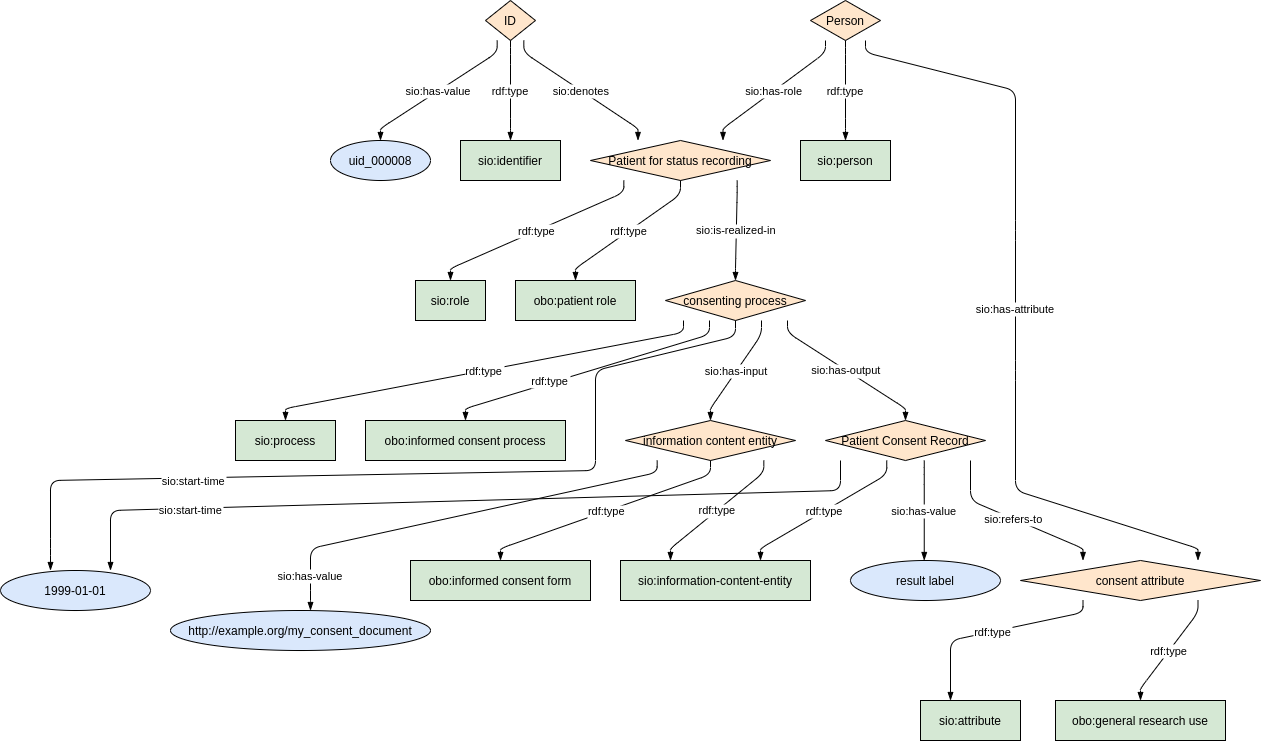 ID
Person
sio:has-value
rdf:type
sio:denotes
sio:has-role
rdf:type
uid_000008
sio:identifier
Patient for status recording
sio:person
rdf:type
rdf:type
sio:is-realized-in
sio:role
obo:patient role
consenting process
sio:has-attribute
rdf:type
rdf:type
sio:has-input
sio:has-output
sio:process
obo:informed consent process
information content entity
Patient Consent Record
sio:start-time
sio:start-time
rdf:type
rdf:type
rdf:type
sio:has-value
sio:refers-to
sio:has-value
1999-01-01
obo:informed consent form
sio:information-content-entity
result label
consent attribute
http://example.org/my_consent_document
rdf:type
rdf:type
sio:attribute
obo:general research use